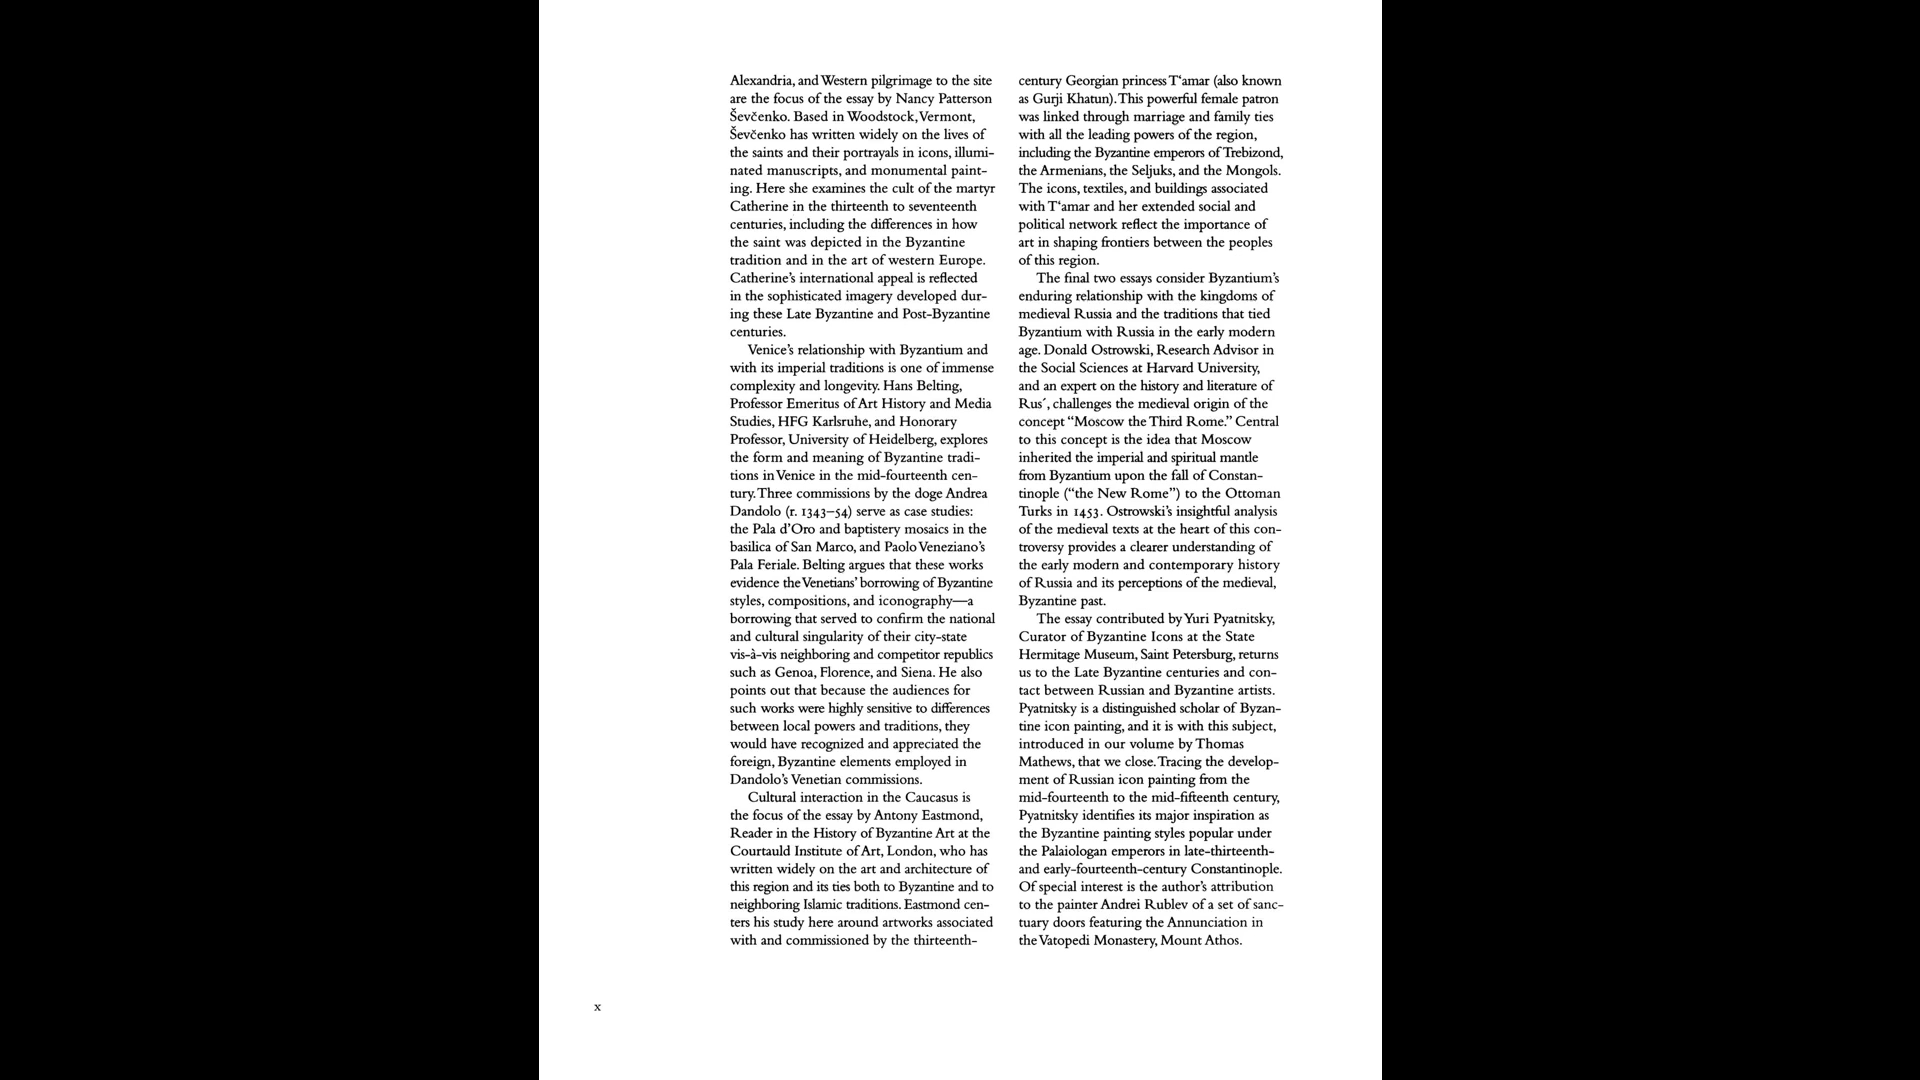 Alexandria, and Western pilgrimage to the site
are the focus of the essay by Nancy Patterson
Ševčenko. Based in Woodstock, Vermont,
Ševčenko has written widely on the lives of
the saints and their portrayals in icons, illumi-
nated manuscripts, and monumental paint-
ing. Here she examines the cult of the martyr
Catherine in the thirteenth to seventeenth
centuries, including the differences in how
the saint was depicted in the Byzantine
tradition and in the art of western Europe.
Catherine's international appeal is reflected
in the sophisticated imagery developed dur-
ing these Late Byzantine and Post-Byzantine
centuries.
Venice's relationship with Byzantium and
with its imperial traditions is one of immense
complexity and longevity. Hans Belting,
Professor Emeritus of Art History and Media
Studies, HFG Karlsruhe, and Honorary
Professor, University of Heidelberg, explores
the form and meaning of Byzantine tradi-
tions in Venice in the mid-fourteenth cen-
tury. Three commissions by the doge Andrea
Dandolo (r. 1343–54) serve as case studies:
the Pala d'Oro and baptistery mosaics in the
basilica of San Marco, and Paolo Veneziano's
Pala Feriale. Belting argues that these works
evidence the Venetians' borrowing of Byzantine
styles, compositions, and iconography—a
borrowing that served to confirm the national
and cultural singularity of their city-state
vis-à-vis neighboring and competitor republics
such as Genoa, Florence, and Siena. He also
points out that because the audiences for
such works were highly sensitive to differences
between local powers and traditions, they
would have recognized and appreciated the
foreign, Byzantine elements employed in
Dandolo's Venetian commissions.
Cultural interaction in the Caucasus is
the focus of the essay by Antony Eastmond,
Reader in the History of Byzantine Art at the
Courtauld Institute of Art, London, who has
written widely on the art and architecture of
this region and its ties both to Byzantine and to
neighboring Islamic traditions. Eastmond cen-
ters his study here around artworks associated
with and commissioned by the thirteenth-
century Georgian princess T‘amar (also known
as Gurji Khatun). This powerful female patron
was linked through marriage and family ties
with all the leading powers of the region,
including the Byzantine emperors of Trebizond,
the Armenians, the Seljuks, and the Mongols.
The icons, textiles, and buildings associated
with T‘amar and her extended social and
political network reflect the importance of
art in shaping frontiers between the peoples
of this region.
The final two essays consider Byzantium's
enduring relationship with the kingdoms of
medieval Russia and the traditions that tied
Byzantium with Russia in the early modern
age. Donald Ostrowski, Research Advisor in
the Social Sciences at Harvard University,
and an expert on the history and literature of
Rus´, challenges the medieval origin of the
concept “Moscow the Third Rome.” Central
to this concept is the idea that Moscow
inherited the imperial and spiritual mantle
from Byzantium upon the fall of Constan-
tinople (“the New Rome”) to the Ottoman
Turks in 1453. Ostrowski's insightful analysis
of the medieval texts at the heart of this con-
troversy provides a clearer understanding of
the early modern and contemporary history
of Russia and its perceptions of the medieval,
Byzantine past.
The essay contributed by Yuri Pyatnitsky,
Curator of Byzantine Icons at the State
Hermitage Museum, Saint Petersburg, returns
us to the Late Byzantine centuries and con-
tact between Russian and Byzantine artists.
Pyatnitsky is a distinguished scholar of Byzan-
tine icon painting, and it is with this subject,
introduced in our volume by Thomas
Mathews, that we close. Tracing the develop-
ment of Russian icon painting from the
mid-fourteenth to the mid-fifteenth century,
Pyatnitsky identifies its major inspiration as
the Byzantine painting styles popular under
the Palaiologan emperors in late-thirteenth-
and early-fourteenth-century Constantinople.
Of special interest is the author's attribution
to the painter Andrei Rublev of a set of sanc-
tuary doors featuring the Annunciation in
the Vatopedi Monastery, Mount Athos.
x